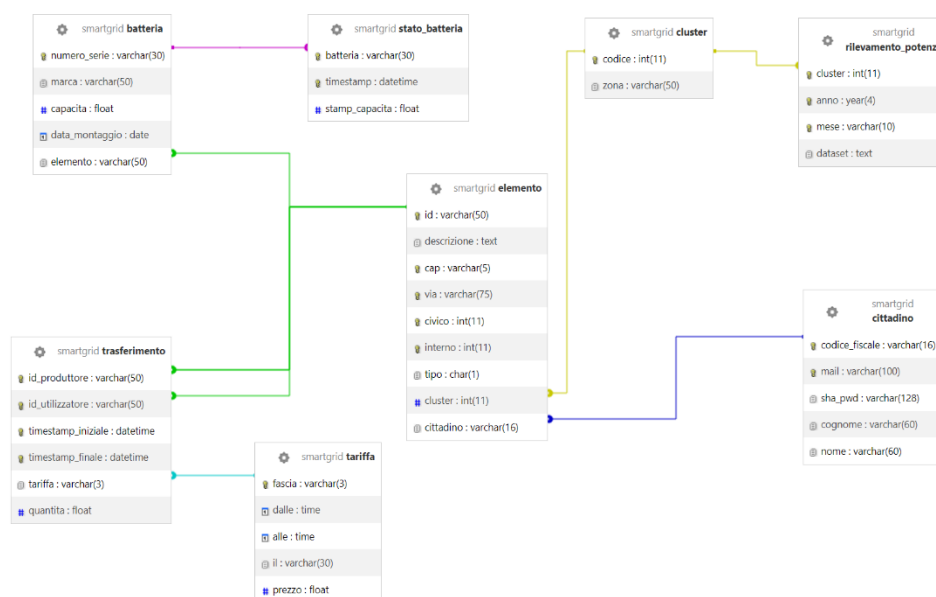 smartgrid batteria
numero_serie : varchar(30)
marca : varchar(50)
capacita : float
data_montaggio : date
elemento : varchar(50)
smartgrid stato_batteria
batteria : varchar(30)
timestamp : datetime
stamp_capacita : float
smartgrid cluster
codice : int(11)
zona : varchar(50)
smartgrid
rilevamento_potenz
cluster : int(11)
anno : year(4)
mese : varchar(10)
dataset : text
smartgrid elemento
id : varchar(50)
descrizione : text
cap : varchar(5)
via : varchar(75)
civico : int(11)
interno : int(11)
tipo : char(1)
cluster : int(11)
cittadino : varchar(16)
smartgrid
cittadino
codice_fiscale : varchar(16)
mail : varchar(100)
sha_pwd : varchar(128)
cognome : varchar(60)
nome : varchar(60)
smartgrid trasferimento
id_produttore : varchar(50)
id_utilizzatore : varchar(50)
timestamp_iniziale : datetime
timestamp_finale : datetime
tariffa : varchar(3)
quantita : float
smartgrid tariffa
fascia : varchar(3)
dalle : time
alle : time
il : varchar(30)
prezzo : float